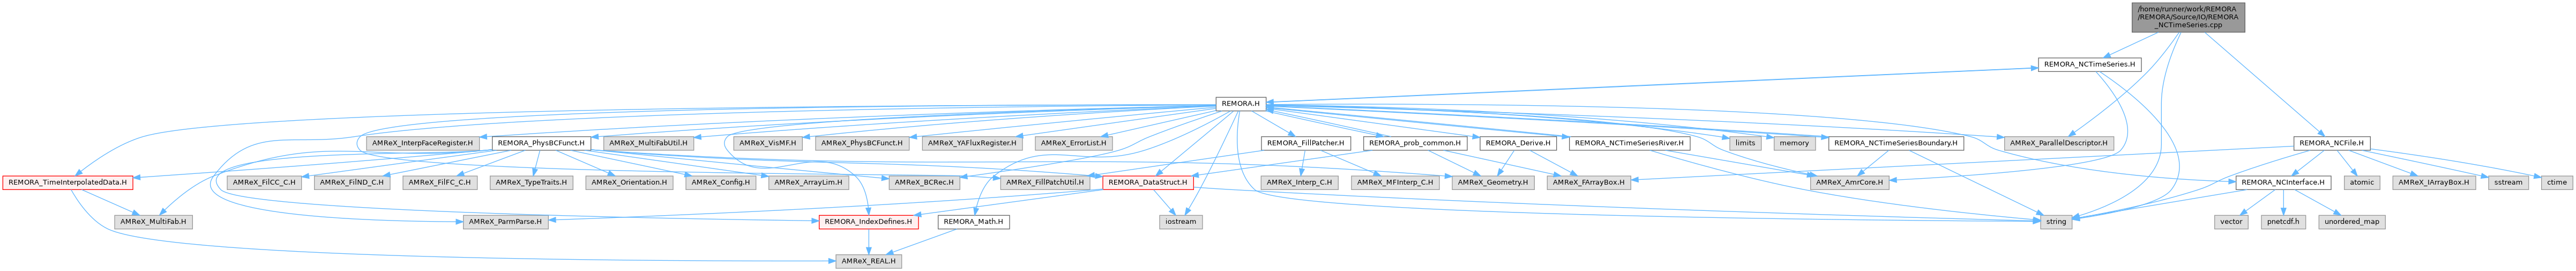 /home/runner/work/REMORA
/REMORA/Source/IO/REMORA
_NCTimeSeries.cpp
REMORA_NCTimeSeries.H
REMORA.H
AMReX_InterpFaceRegister.H
REMORA_PhysBCFunct.H
AMReX_MultiFabUtil.H
AMReX_VisMF.H
AMReX_PhysBCFunct.H
AMReX_YAFluxRegister.H
AMReX_ErrorList.H
REMORA_FillPatcher.H
REMORA_prob_common.H
REMORA_Derive.H
REMORA_NCTimeSeriesRiver.H
limits
memory
REMORA_NCTimeSeriesBoundary.H
AMReX_ParallelDescriptor.H
REMORA_NCFile.H
REMORA_TimeInterpolatedData.H
AMReX_FilCC_C.H
AMReX_FilND_C.H
AMReX_FilFC_C.H
AMReX_TypeTraits.H
AMReX_Orientation.H
AMReX_Config.H
AMReX_ArrayLim.H
AMReX_BCRec.H
AMReX_FillPatchUtil.H
REMORA_DataStruct.H
AMReX_Interp_C.H
AMReX_MFInterp_C.H
AMReX_Geometry.H
AMReX_FArrayBox.H
AMReX_AmrCore.H
REMORA_NCInterface.H
atomic
AMReX_IArrayBox.H
sstream
ctime
AMReX_MultiFab.H
AMReX_ParmParse.H
REMORA_IndexDefines.H
REMORA_Math.H
iostream
string
vector
pnetcdf.h
unordered_map
AMReX_REAL.H